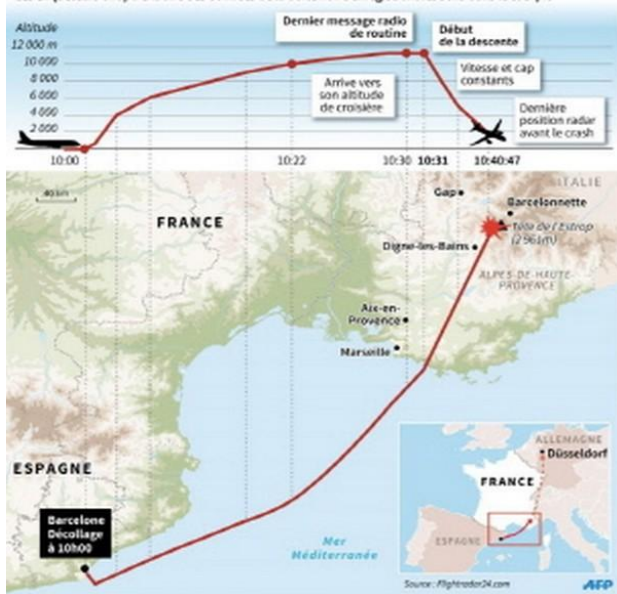 Altitude
12 000 m
10 000
8 000
6 000
4 000
2 000
Dernier message radio
de routine
Début
de la descente
Arrive vers
son altitude
de croisière
Vitesse et cap
constants
Dernière
position radar
avant le crash
10:00
10:22
10:30
10:31
10:40:47
40 km
FRANCE
ITALIE
Gap
Barcelonnette
Tête de l'Estrop
(2 961m)
Digne-les-Bains
ALPES-DE-HAUTE-
PROVENCE
Aix-en-
Provence
Marseille
ESPAGNE
Barcelone
Décollage
à 10h00
Mer
Méditerranée
ALLEMAGNE
Düsseldorf
FRANCE
ESPAGNE
Source : Flightradar24.com
AFP